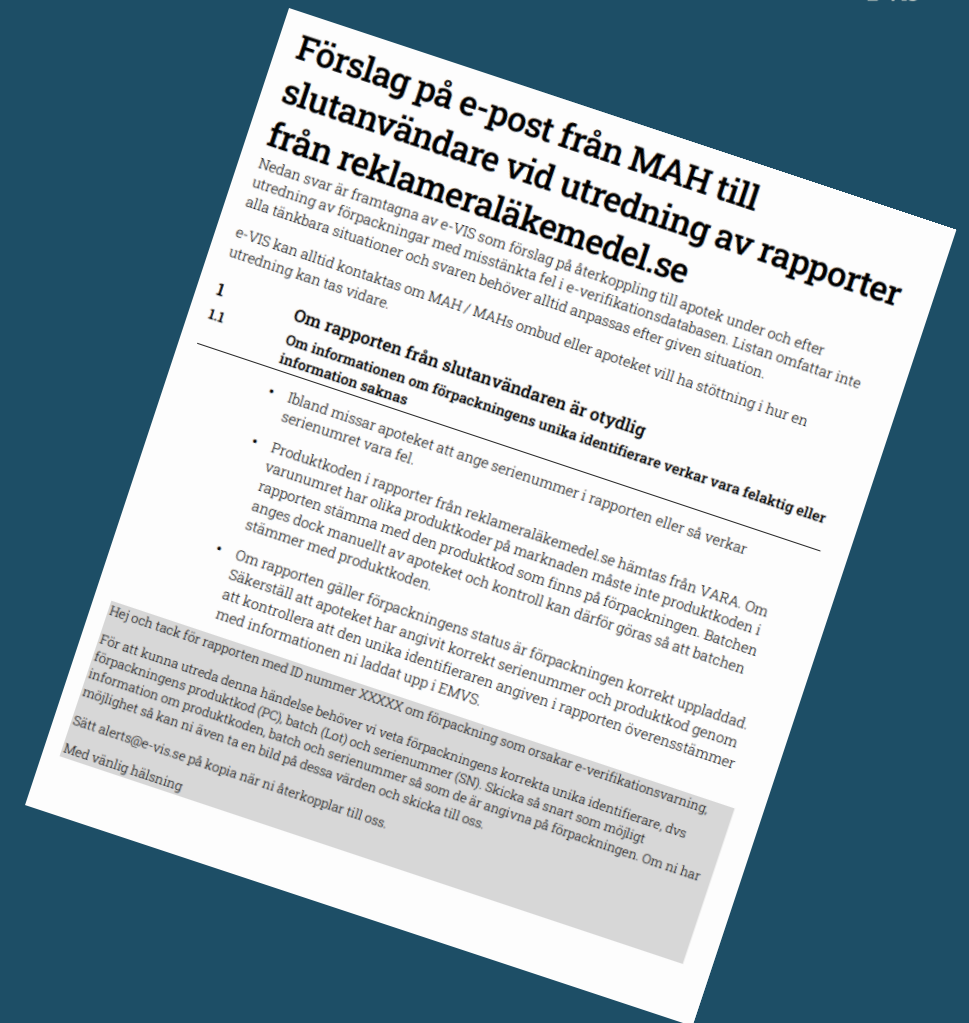 Förslag på e-post från MAH till
slutanvändare vid utredning av rapporter
från reklameraläkemedel.se
Nedan svar är framtagna av e-VIS som förslag på återkoppling till apotek under och efter
utredning av förpackningar med misstänkta fel i e-verifikationsdatabasen. Listan omfattar inte
alla tänkbara situationer och svaren behöver alltid anpassas efter given situation.
e-VIS kan alltid kontaktas om MAH / MAHs ombud eller apoteket vill ha stöttning i hur en
utredning kan tas vidare.
1 Om rapporten från slutanvändaren är otydlig
1.1 Om informationen om förpackningens unika identifierare verkar vara felaktig eller
information saknas
• Ibland missar apoteket att ange serienummer i rapporten eller så verkar
serienumret vara fel.
• Produktkoden i rapporter från reklameraläkemedel.se hämtas från VARA. Om
varunumret har olika produktkoder på marknaden måste inte produktkoden i
rapporten stämma med den produktkod som finns på förpackningen. Batchen
anges dock manuellt av apoteket och kontroll kan därför göras så att batchen
stämmer med produktkoden.
• Om rapporten gäller förpackningens status är förpackningen korrekt uppladdad.
Säkerställ att apoteket har angivit korrekt serienummer och produktkod genom
att kontrollera att den unika identifieraren angiven i rapporten överensstämmer
med informationen ni laddat upp i EMVS.
Hej och tack för rapporten med ID nummer XXXXX om förpackning som orsakar e-verifikationsvarning,
För att kunna utreda denna händelse behöver vi veta förpackningens korrekta unika identifierare, dvs
förpackningens produktkod (PC), batch (Lot) och serienummer (SN). Skicka så snart som möjligt
information om produktkoden, batch och serienummer så som de är angivna på förpackningen. Om ni har
möjlighet så kan ni även ta en bild på dessa värden och skicka till oss.
Sätt alerts@e-vis.se på kopia när ni återkopplar till oss.
Med vänlig hälsning